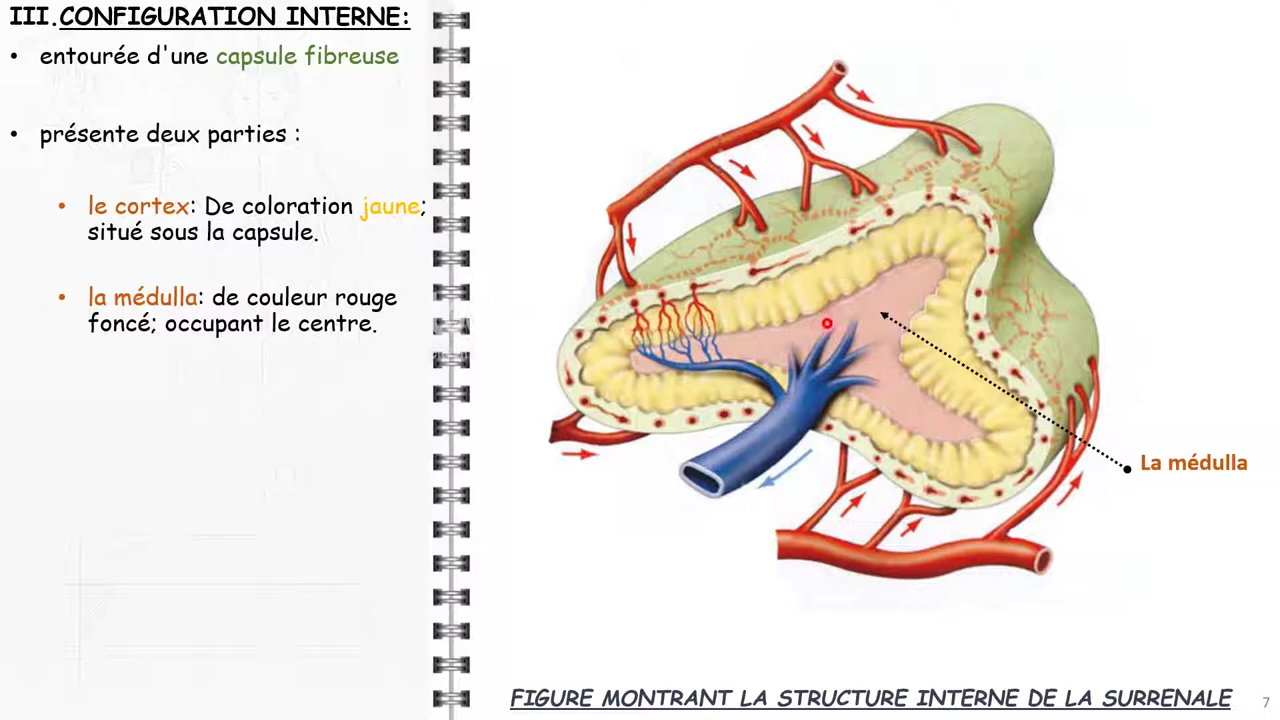 III.CONFIGURATION INTERNE:
• entourée d'une capsule fibreuse
• présente deux parties :
• le cortex: De coloration jaune;
situé sous la capsule.
• la médulla: de couleur rouge
foncé; occupant le centre.
La médulla
FIGURE MONTRANT LA STRUCTURE INTERNE DE LA SURRENALE
7